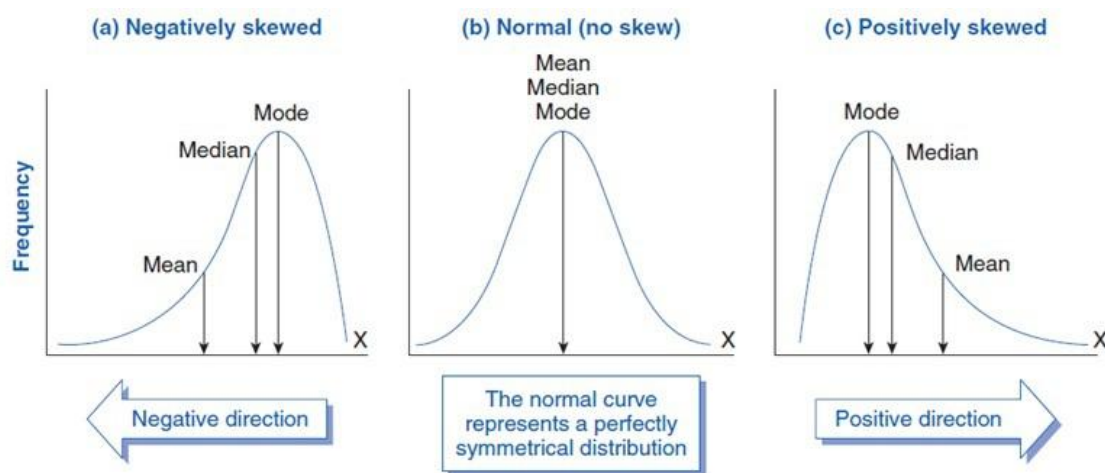 (a) Negatively skewed
Frequency
Mode
Median
Mean
X
Negative direction
(b) Normal (no skew)
Mean
Median
Mode
X
The normal curve
represents a perfectly
symmetrical distribution
(c) Positively skewed
Mode
Median
Mean
X
Positive direction